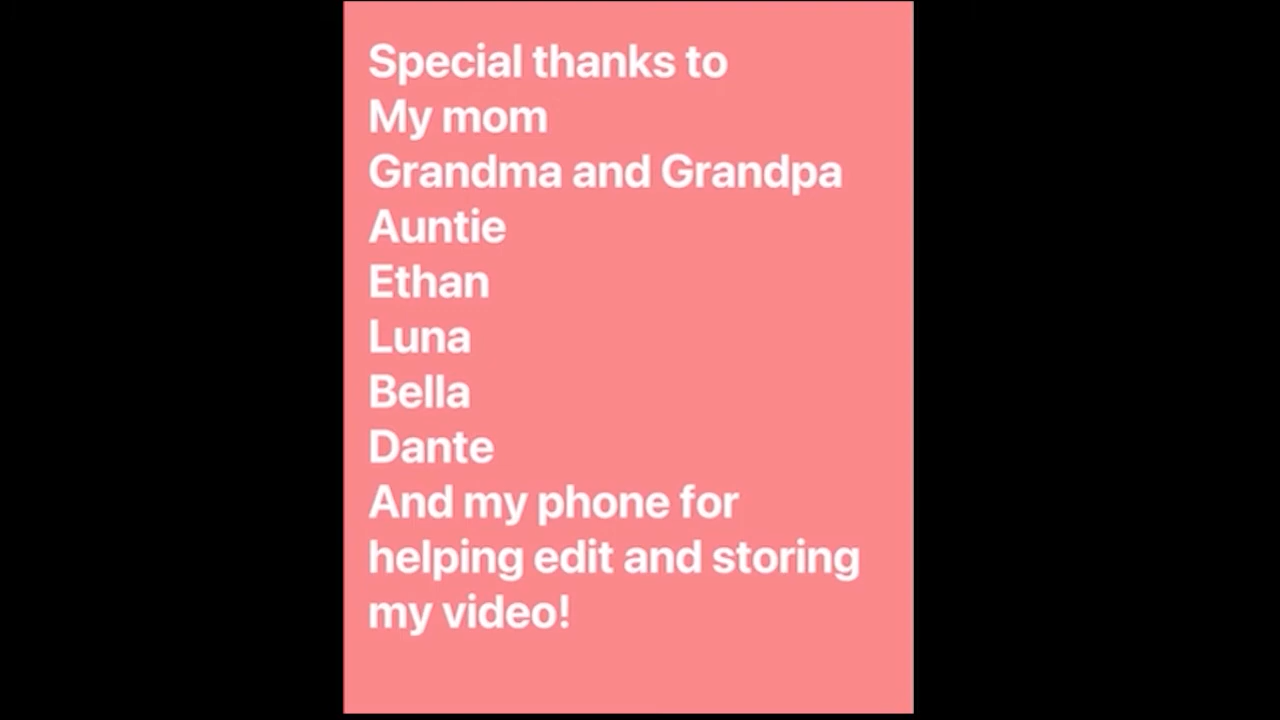 Special thanks to
My mom
Grandma and Grandpa
Auntie
Ethan
Luna
Bella
Dante
And my phone for
helping edit and storing
my video!